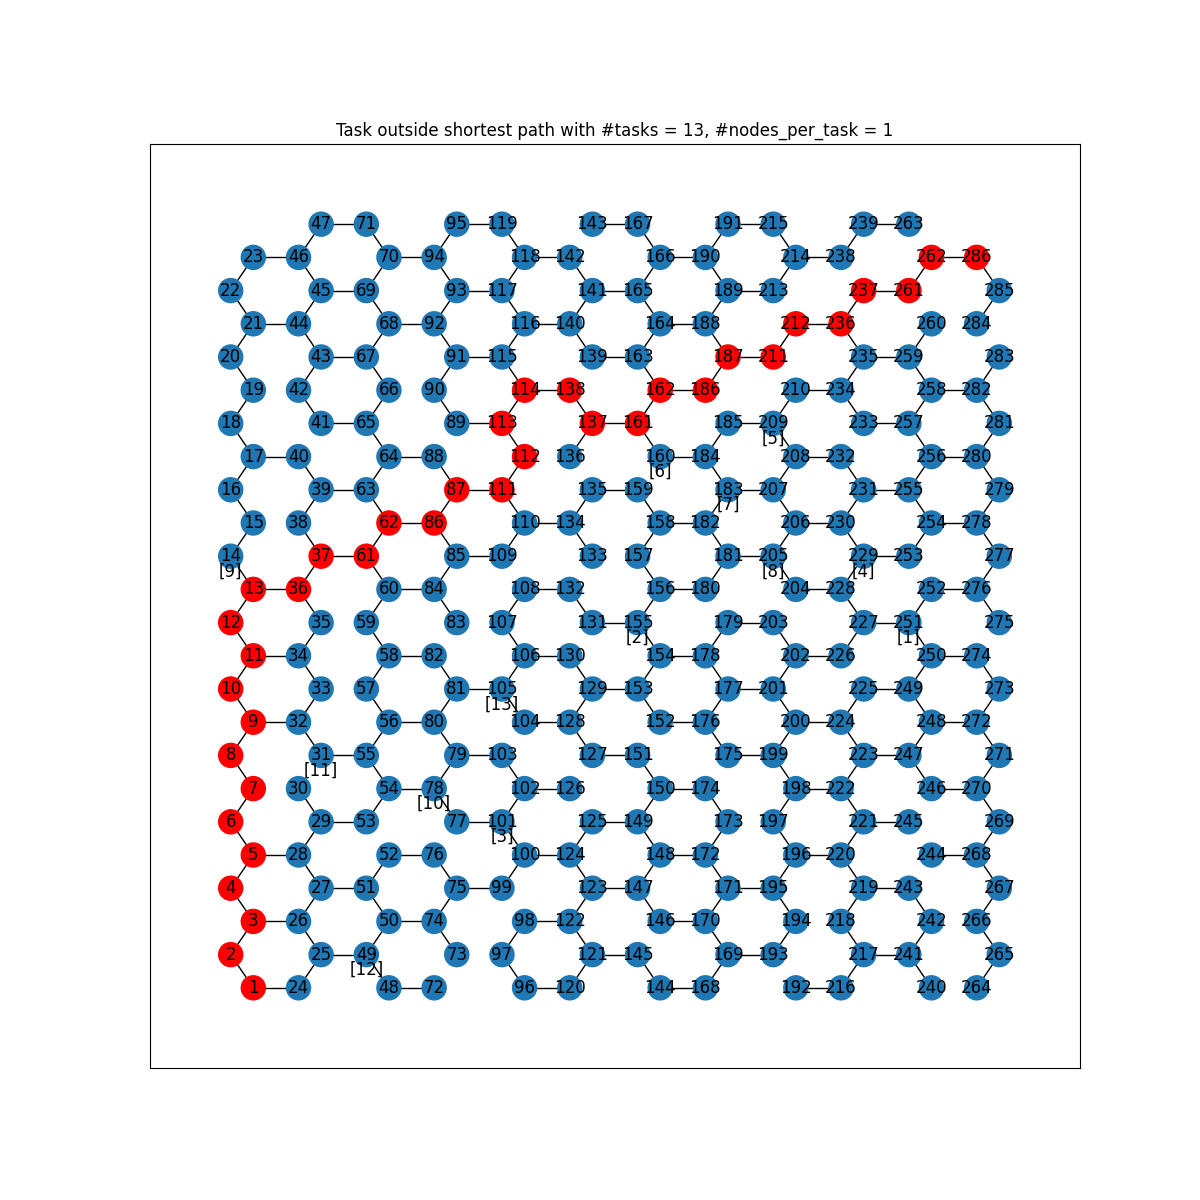 Task outside shortest path with #tasks = 13, #nodes_per_task = 1
47 71 95 119 143 167 191 215 239 263
23 46 70 94 118 142 166 190 214 238 262 286
22 45 69 93 117 141 165 189 213 237 261 285
21 44 68 92 116 140 164 188 212 236 260 284
20 43 67 91 115 139 163 187 211 235 259 283
19 42 66 90 114 138 162 186 210 234 258 282
18 41 65 89 113 137 161 185 209 233 257 281
[5]
17 40 64 88 112 136 160 184 208 232 256 280
[6]
16 39 63 87 111 135 159 183 207 231 255 279
[7]
15 38 62 86 110 134 158 182 206 230 254 278
14 37 61 85 109 133 157 181 205 229 253 277
[9] [8] [4]
13 36 60 84 108 132 156 180 204 228 252 276
12 35 59 83 107 131 155 179 203 227 251 275
[2] [1]
11 34 58 82 106 130 154 178 202 226 250 274
10 33 57 81 105 129 153 177 201 225 249 273
[13]
9 32 56 80 104 128 152 176 200 224 248 272
8 31 55 79 103 127 151 175 199 223 247 271
[11]
7 30 54 78 102 126 150 174 198 222 246 270
[10]
6 29 53 77 101 125 149 173 197 221 245 269
[3]
5 28 52 76 100 124 148 172 196 220 244 268
4 27 51 75 99 123 147 171 195 219 243 267
3 26 50 74 98 122 146 170 194 218 242 266
2 25 49 73 97 121 145 169 193 217 241 265
[12]
1 24 48 72 96 120 144 168 192 216 240 264